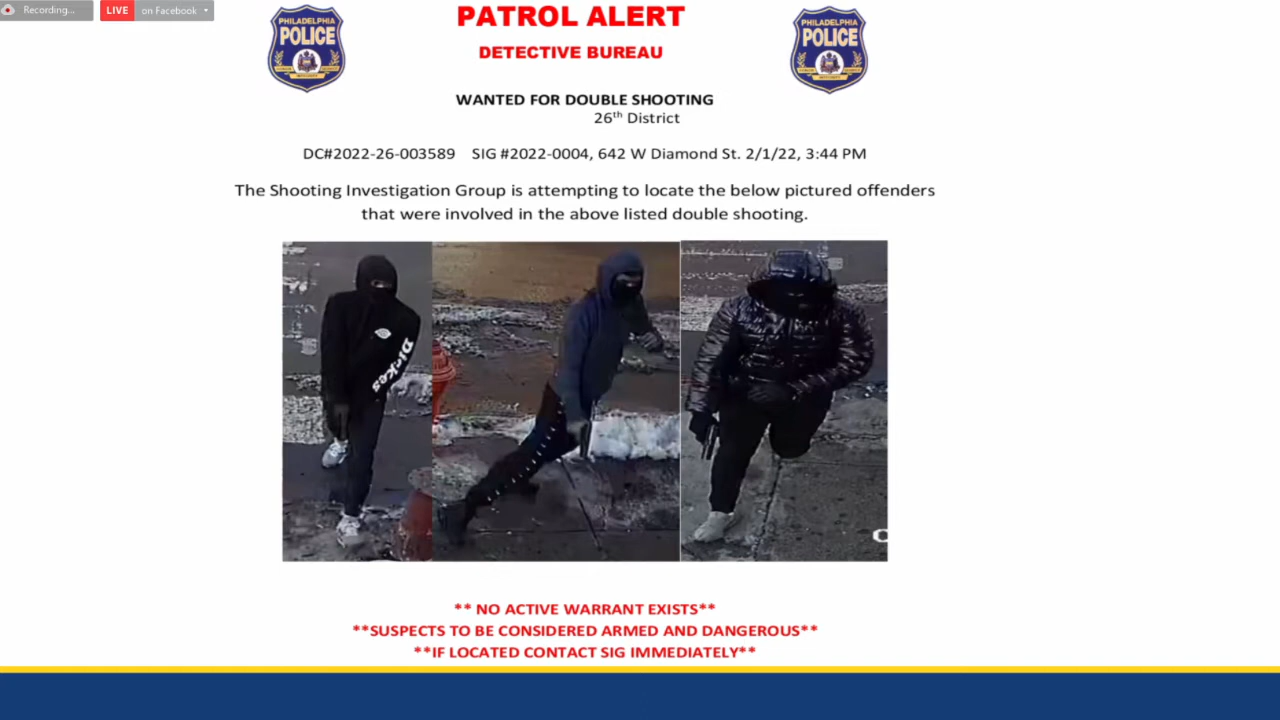 Recording...
LIVE
on Facebook
PHILADELPHIA
POLICE
PATROL ALERT
DETECTIVE BUREAU
PHILADELPHIA
POLICE
WANTED FOR DOUBLE SHOOTING
26th District
DC#2022-26-003589 SIG #2022-0004, 642 W Diamond St. 2/1/22, 3:44 PM
The Shooting Investigation Group is attempting to locate the below pictured offenders
that were involved in the above listed double shooting.
Dickies
** NO ACTIVE WARRANT EXISTS**
**SUSPECTS TO BE CONSIDERED ARMED AND DANGEROUS**
**IF LOCATED CONTACT SIG IMMEDIATELY**